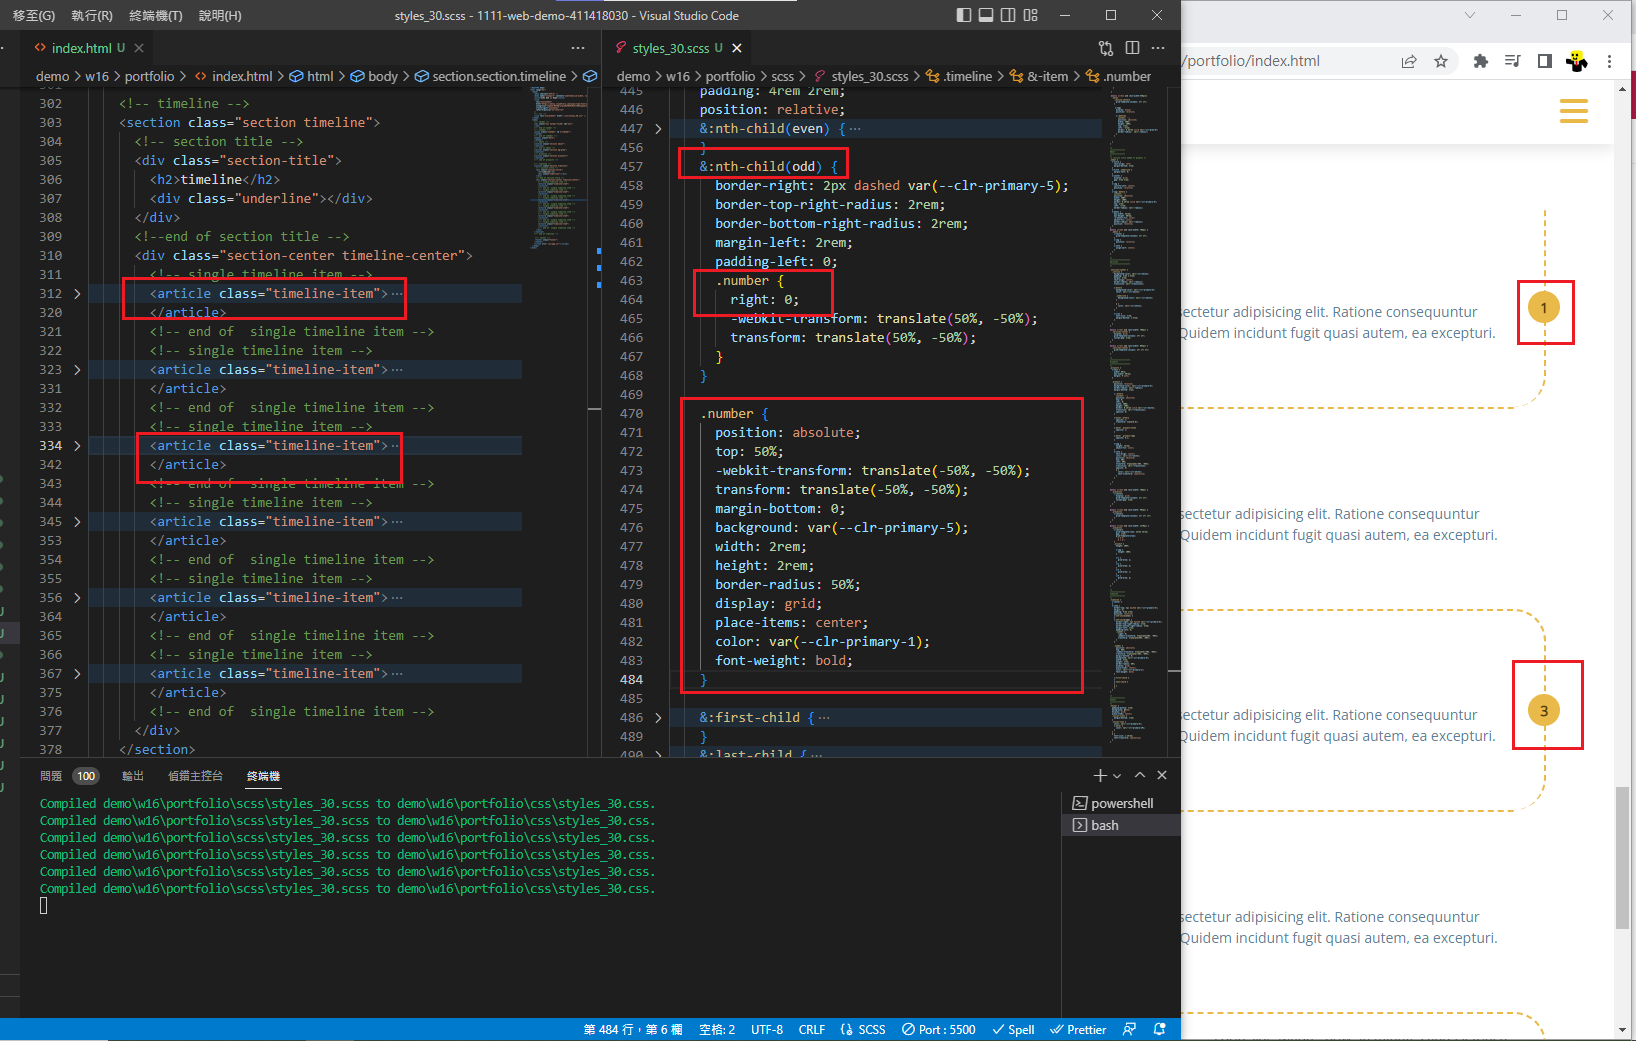 移至(G) 執行(R) 終端機(T) 說明(H) styles_30.scss - 1111-web-demo-411418030 - Visual Studio Code
index.html U
demo > w16 > portfolio > index.html > html > body > section.section.timeline >
302 <!-- timeline -->
303 <section class="section timeline">
304 <!-- section title -->
305 <div class="section-title">
306 <h2>timeline</h2>
307 <div class="underline"></div>
308 </div>
309 <!--end of section title -->
310 <div class="section-center timeline-center">
311 <!-- single timeline item -->
312 <article class="timeline-item">···
320 </article>
321 <!-- end of  single timeline item -->
322 <!-- single timeline item -->
323 <article class="timeline-item">···
331 </article>
332 <!-- end of  single timeline item -->
333 <!-- single timeline item -->
334 <article class="timeline-item">···
342 </article>
343 <!-- end of  single timeline item -->
344 <!-- single timeline item -->
345 <article class="timeline-item">···
353 </article>
354 <!-- end of  single timeline item -->
355 <!-- single timeline item -->
356 <article class="timeline-item">···
364 </article>
365 <!-- end of  single timeline item -->
366 <!-- single timeline item -->
367 <article class="timeline-item">···
375 </article>
376 <!-- end of  single timeline item -->
377 </div>
378 </section>
styles_30.scss U
demo > w16 > portfolio > scss > styles_30.scss > .timeline > &-item > .number
445 padding: 4rem 2rem;
446 position: relative;
447 &:nth-child(even) {···
456 }
457 &:nth-child(odd) {
458 border-right: 2px dashed var(--clr-primary-5);
459 border-top-right-radius: 2rem;
460 border-bottom-right-radius: 2rem;
461 margin-left: 2rem;
462 padding-left: 0;
463 .number {
464 right: 0;
465 -webkit-transform: translate(50%, -50%);
466 transform: translate(50%, -50%);
467 }
468 }
469
470 .number {
471 position: absolute;
472 top: 50%;
473 -webkit-transform: translate(-50%, -50%);
474 transform: translate(-50%, -50%);
475 margin-bottom: 0;
476 background: var(--clr-primary-5);
477 width: 2rem;
478 height: 2rem;
479 border-radius: 50%;
480 display: grid;
481 place-items: center;
482 color: var(--clr-primary-1);
483 font-weight: bold;
484 }
485
486 &:first-child {···
489 }
490 &:last-child {···
問題 100 輸出 偵錯主控台 終端機
Compiled demo\w16\portfolio\scss\styles_30.scss to demo\w16\portfolio\css\styles_30.css.
Compiled demo\w16\portfolio\scss\styles_30.scss to demo\w16\portfolio\css\styles_30.css.
Compiled demo\w16\portfolio\scss\styles_30.scss to demo\w16\portfolio\css\styles_30.css.
Compiled demo\w16\portfolio\scss\styles_30.scss to demo\w16\portfolio\css\styles_30.css.
Compiled demo\w16\portfolio\scss\styles_30.scss to demo\w16\portfolio\css\styles_30.css.
Compiled demo\w16\portfolio\scss\styles_30.scss to demo\w16\portfolio\css\styles_30.css.
powershell
bash
第 484 行，第 6 欄 空格: 2 UTF-8 CRLF SCSS Port : 5500 Spell Prettier
/portfolio/index.html
sectetur adipisicing elit. Ratione consequuntur
Quidem incidunt fugit quasi autem, ea excepturi.
1
sectetur adipisicing elit. Ratione consequuntur
Quidem incidunt fugit quasi autem, ea excepturi.
sectetur adipisicing elit. Ratione consequuntur
Quidem incidunt fugit quasi autem, ea excepturi.
3
sectetur adipisicing elit. Ratione consequuntur
Quidem incidunt fugit quasi autem, ea excepturi.